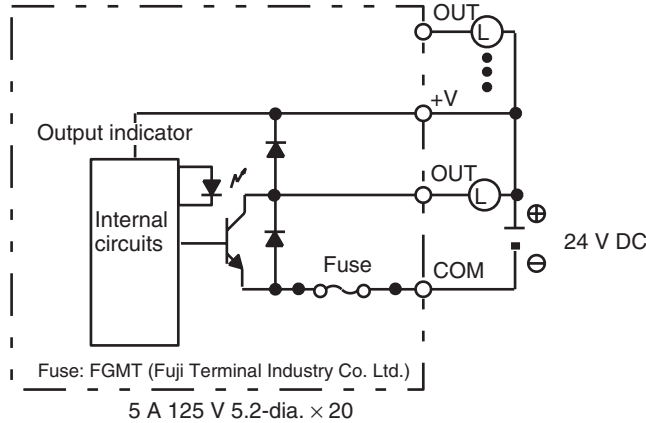 OUT
L
+V
Output indicator
OUT
L
Internal
circuits
⊕
24 V DC
Fuse
COM
⊖
Fuse: FGMT (Fuji Terminal Industry Co. Ltd.)
5 A 125 V 5.2-dia. × 20